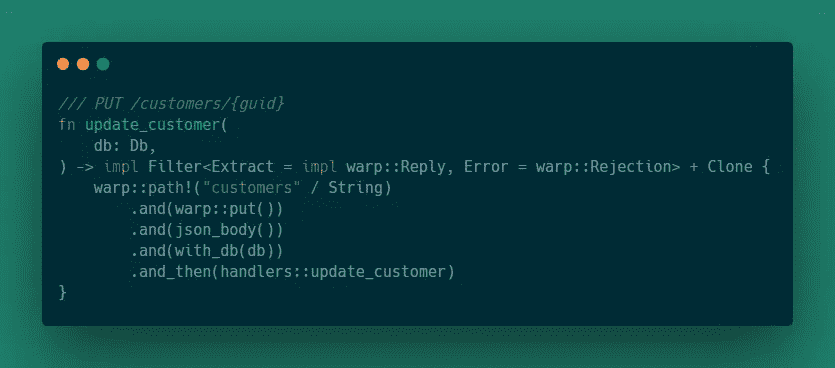 /// PUT /customers/{guid}
fn update_customer(
    db: Db,
) -> impl Filter<Extract = impl warp::Reply, Error = warp::Rejection> + Clone {
    warp::path!("customers" / String)
        .and(warp::put())
        .and(json_body())
        .and(with_db(db))
        .and_then(handlers::update_customer)
}